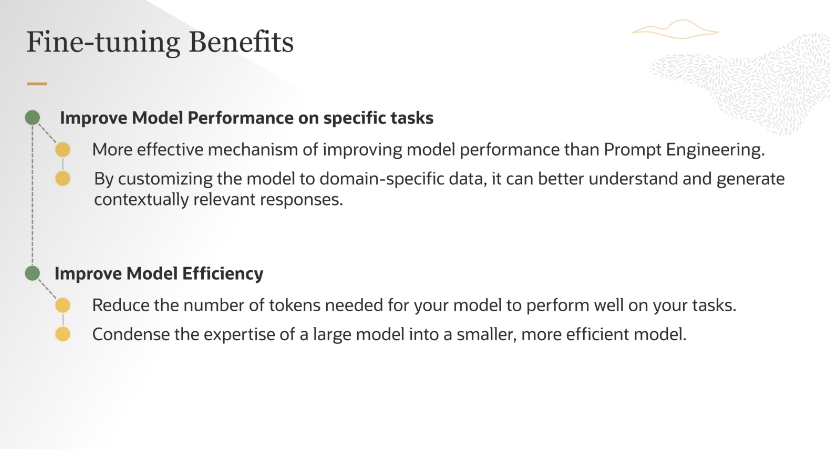 Fine-tuning Benefits
Improve Model Performance on specific tasks
More effective mechanism of improving model performance than Prompt Engineering.
By customizing the model to domain-specific data, it can better understand and generate
contextually relevant responses.
Improve Model Efficiency
Reduce the number of tokens needed for your model to perform well on your tasks.
Condense the expertise of a large model into a smaller, more efficient model.